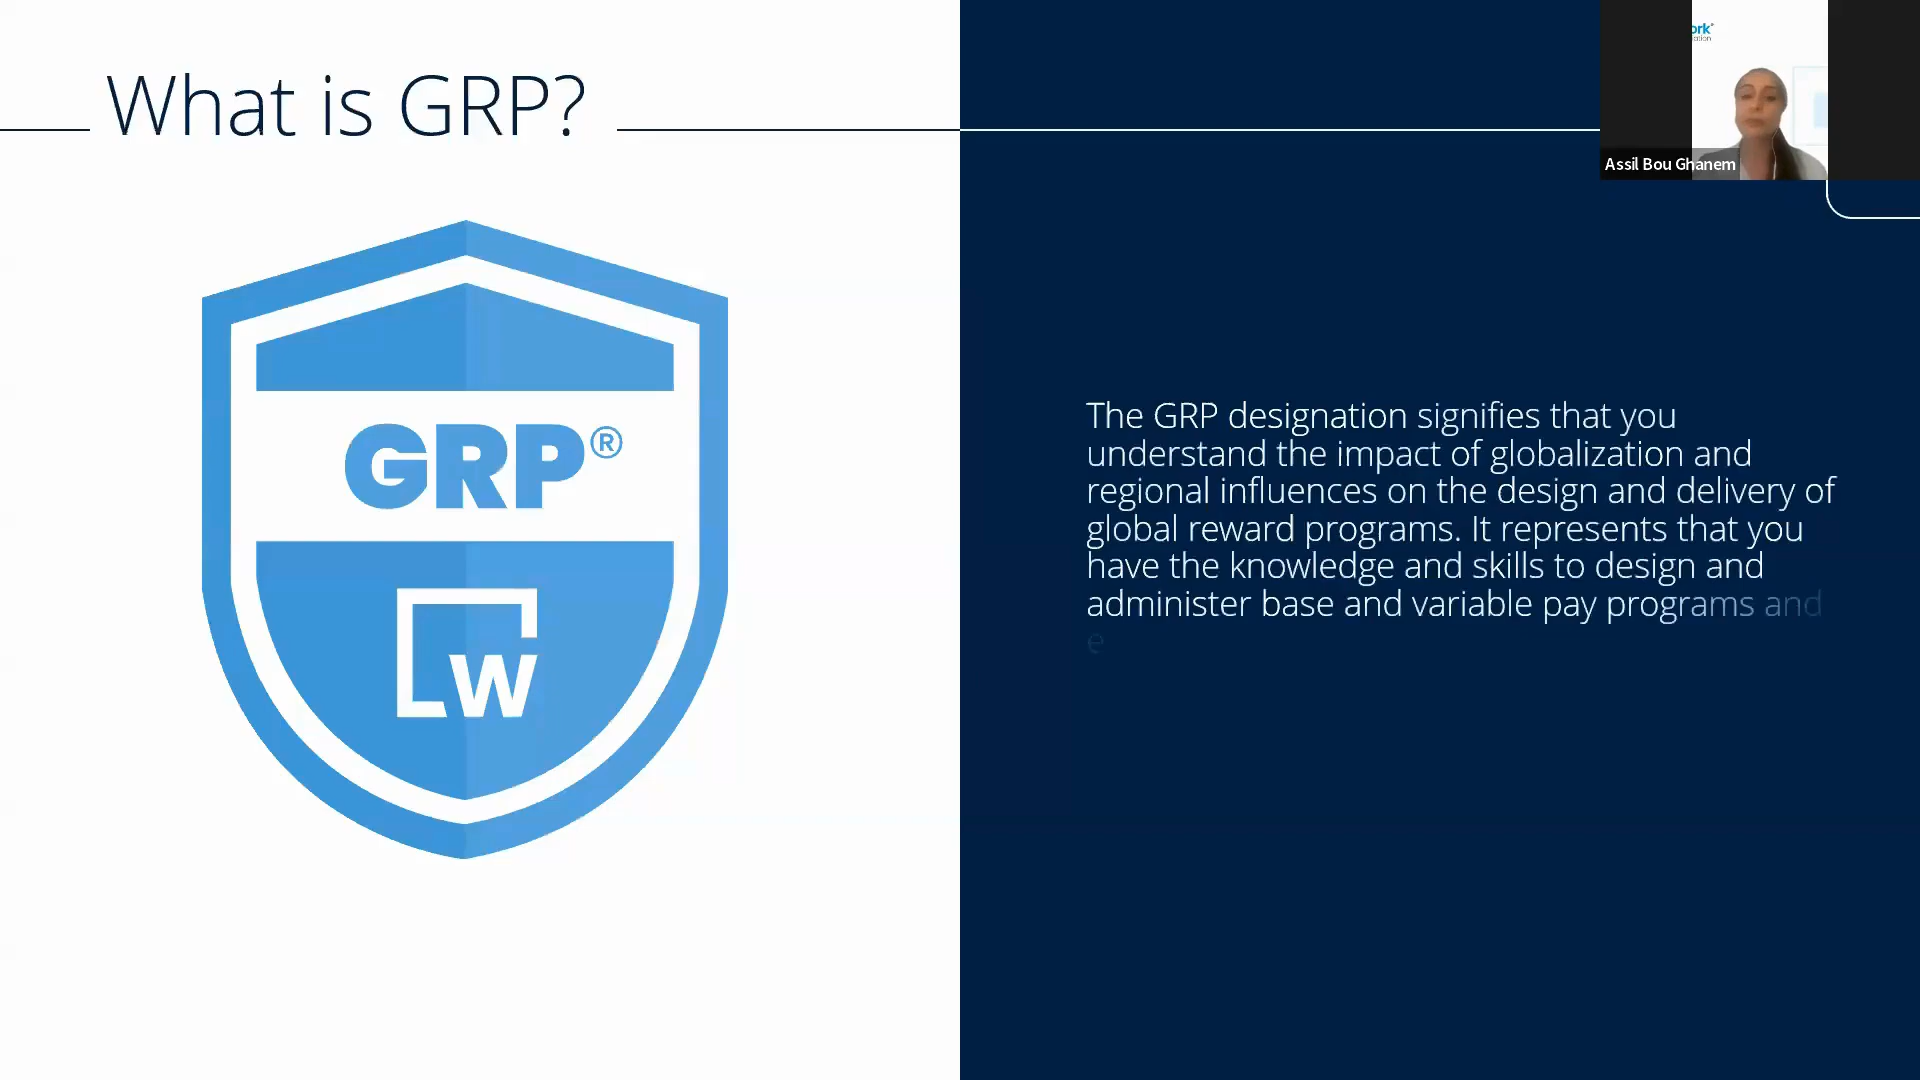 What is GRP?
ork®
iation
Assil Bou Ghanem
GRP®
W
The GRP designation signifies that you
understand the impact of globalization and
regional influences on the design and delivery of
global reward programs. It represents that you
have the knowledge and skills to design and
administer base and variable pay programs and
e